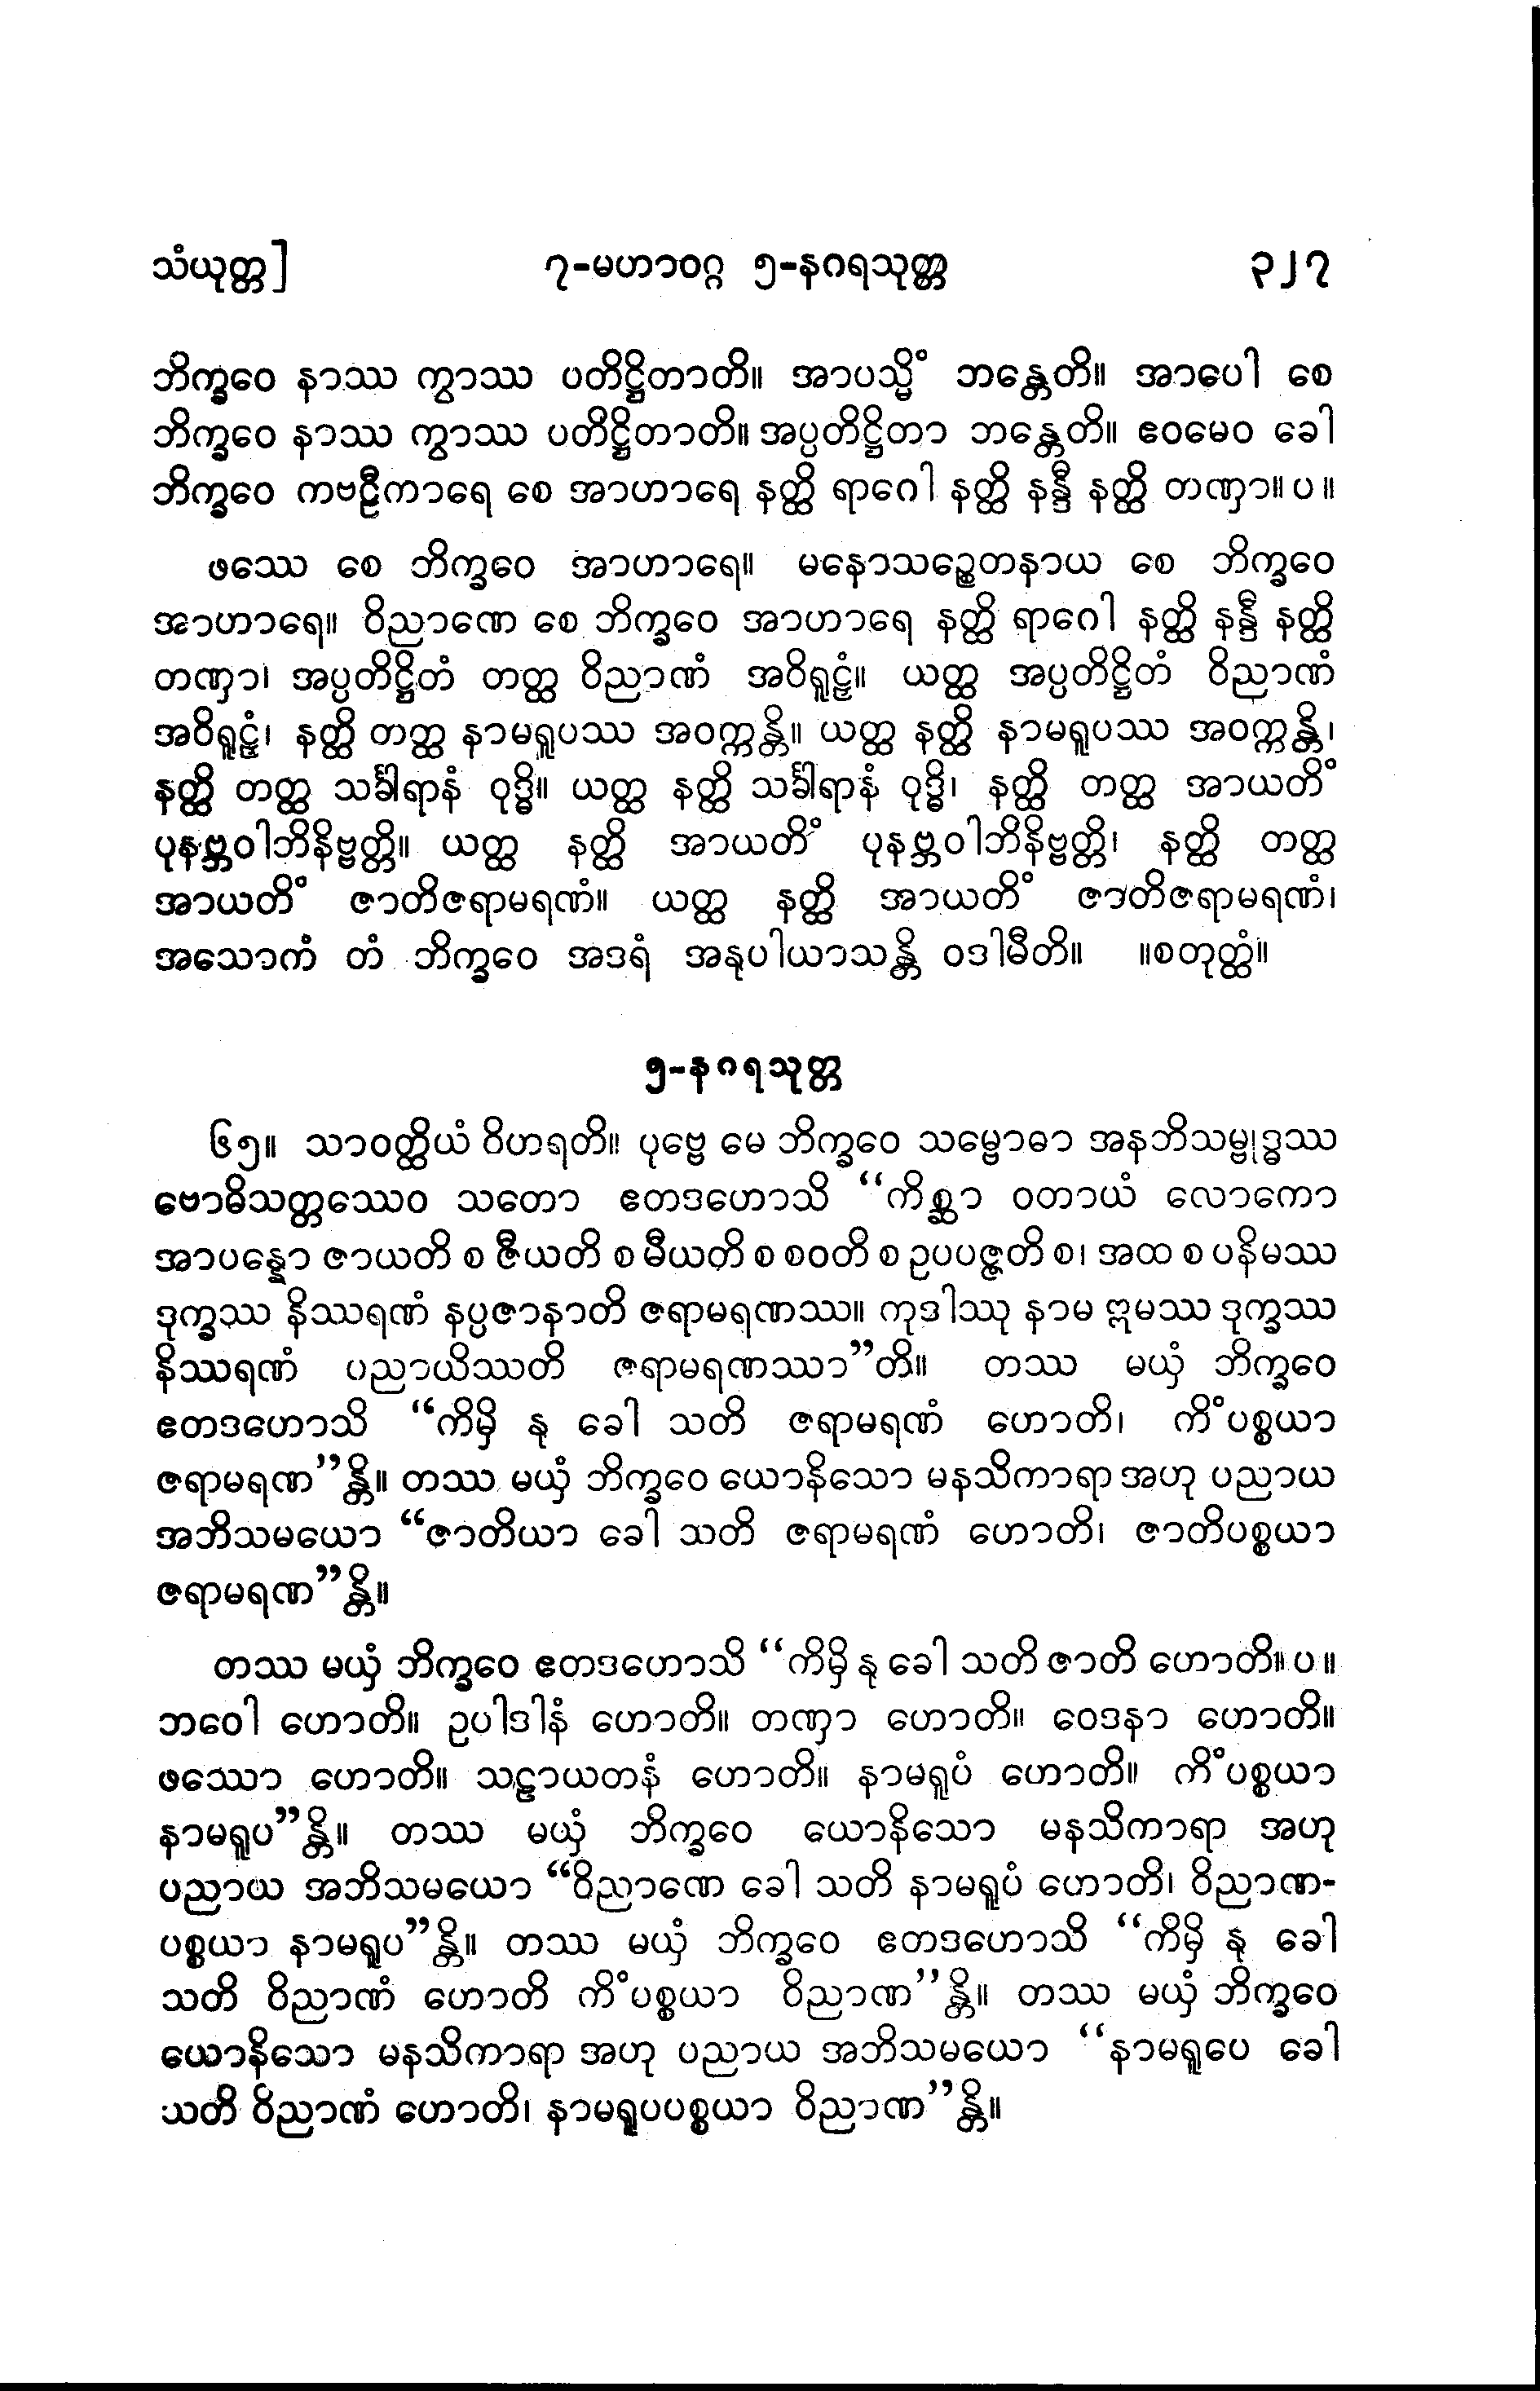 သံယုတ္တ] ၇-မဟာဝဂ္ဂ ၅-နဂရသုတ္တ ၃၂၇
ဘိက္ခဝေ နာဿ ကွာဿ ပတိဋ္ဌိတာတိ။ အာပသ္မိံ ဘန္တေတိ။ အာပေါ စေ
ဘိက္ခဝေ နာဿ ကွာဿ ပတိဋ္ဌိတာတိ။ အပ္ပတိဋ္ဌိတာ ဘန္တေတိ။ ဧဝမေဝ ခေါ
ဘိက္ခဝေ ကဗဠီကာရေ စေ အာဟာရေ နတ္ထိ ရာဂေါ နတ္ထိ နန္ဒီ နတ္ထိ တဏှာ။ ပ။
ဖဿေ စေ ဘိက္ခဝေ အာဟာရေ။ မနောသဉ္စေတနာယ စေ ဘိက္ခဝေ
အာဟာရေ။ ဝိညာဏေ စေ ဘိက္ခဝေ အာဟာရေ နတ္ထိ ရာဂေါ နတ္ထိ နန္ဒီ နတ္ထိ
တဏှာ၊ အပ္ပတိဋ္ဌိတံ တတ္ထ ဝိညာဏံ အဝိရူဠှံ။ ယတ္ထ အပ္ပတိဋ္ဌိတံ ဝိညာဏံ
အဝိရူဠှံ၊ နတ္ထိ တတ္ထ နာမရူပဿ အဝက္ကန္တိ။ ယတ္ထ နတ္ထိ နာမရူပဿ အဝက္ကန္တိ၊
နတ္ထိ တတ္ထ သင်္ခါရာနံ ဝုဒ္ဓိ။ ယတ္ထ နတ္ထိ သင်္ခါရာနံ ဝုဒ္ဓိ၊ နတ္ထိ တတ္ထ အာယတိံ
ပုနဗ္ဘဝါဘိနိဗ္ဗတ္တိ။ ယတ္ထ နတ္ထိ အာယတိံ ပုနဗ္ဘဝါဘိနိဗ္ဗတ္တိ၊ နတ္ထိ တတ္ထ
အာယတိံ ဇာတိဇရာမရဏံ။ ယတ္ထ နတ္ထိ အာယတိံ ဇာတိဇရာမရဏံ၊
အသောကံ တံ ဘိက္ခဝေ အဒရံ အနုပါယာသန္တိ ဝဒါမီတိ။ ။စတုတ္ထံ။
၅-နဂရသုတ္တ
၆၅။ သာဝတ္ထိယံ ဝိဟရတိ။ ပုဗ္ဗေ မေ ဘိက္ခဝေ သမ္ဗောဓာ အနဘိသမ္ဗုဒ္ဓဿ
ဗောဓိသတ္တဿေဝ သတော ဧတဒဟောသိ “ကိစ္ဆာ ဝတာယံ လောကော
အာပန္နော ဇာယတိ စ ဇီယတိ စ မီယတိ စ စဝတိ စ ဥပပဇ္ဇတိ စ၊ အထ စ ပနိမဿ
ဒုက္ခဿ နိဿရဏံ နပ္ပဇာနာတိ ဇရာမရဏဿ။ ကုဒါဿု နာမ ဣမဿ ဒုက္ခဿ
နိဿရဏံ ပညာယိဿတိ ဇရာမရဏဿာ”တိ။ တဿ မယှံ ဘိက္ခဝေ
ဧတဒဟောသိ “ကိမှိ နု ခေါ သတိ ဇရာမရဏံ ဟောတိ၊ ကိံပစ္စယာ
ဇရာမရဏ”န္တိ။ တဿ မယှံ ဘိက္ခဝေ ယောနိသော မနသိကာရာ အဟု ပညာယ
အဘိသမယော “ဇာတိယာ ခေါ သတိ ဇရာမရဏံ ဟောတိ၊ ဇာတိပစ္စယာ
ဇရာမရဏ”န္တိ။
တဿ မယှံ ဘိက္ခဝေ ဧတဒဟောသိ “ကိမှိ နု ခေါ သတိ ဇာတိ ဟောတိ။ ပ။
ဘဝေါ ဟောတိ။ ဥပါဒါနံ ဟောတိ။ တဏှာ ဟောတိ။ ဝေဒနာ ဟောတိ။
ဖဿော ဟောတိ။ သဠာယတနံ ဟောတိ။ နာမရူပံ ဟောတိ။ ကိံပစ္စယာ
နာမရူပ”န္တိ။ တဿ မယှံ ဘိက္ခဝေ ယောနိသော မနသိကာရာ အဟု
ပညာယ အဘိသမယော “ဝိညာဏေ ခေါ သတိ နာမရူပံ ဟောတိ၊ ဝိညာဏ-
ပစ္စယာ နာမရူပ”န္တိ။ တဿ မယှံ ဘိက္ခဝေ ဧတဒဟောသိ “ကိမှိ နု ခေါ
သတိ ဝိညာဏံ ဟောတိ ကိံပစ္စယာ ဝိညာဏ”န္တိ။ တဿ မယှံ ဘိက္ခဝေ
ယောနိသော မနသိကာရာ အဟု ပညာယ အဘိသမယော “နာမရူပေ ခေါ
သတိ ဝိညာဏံ ဟောတိ၊ နာမရူပပစ္စယာ ဝိညာဏ”န္တိ။